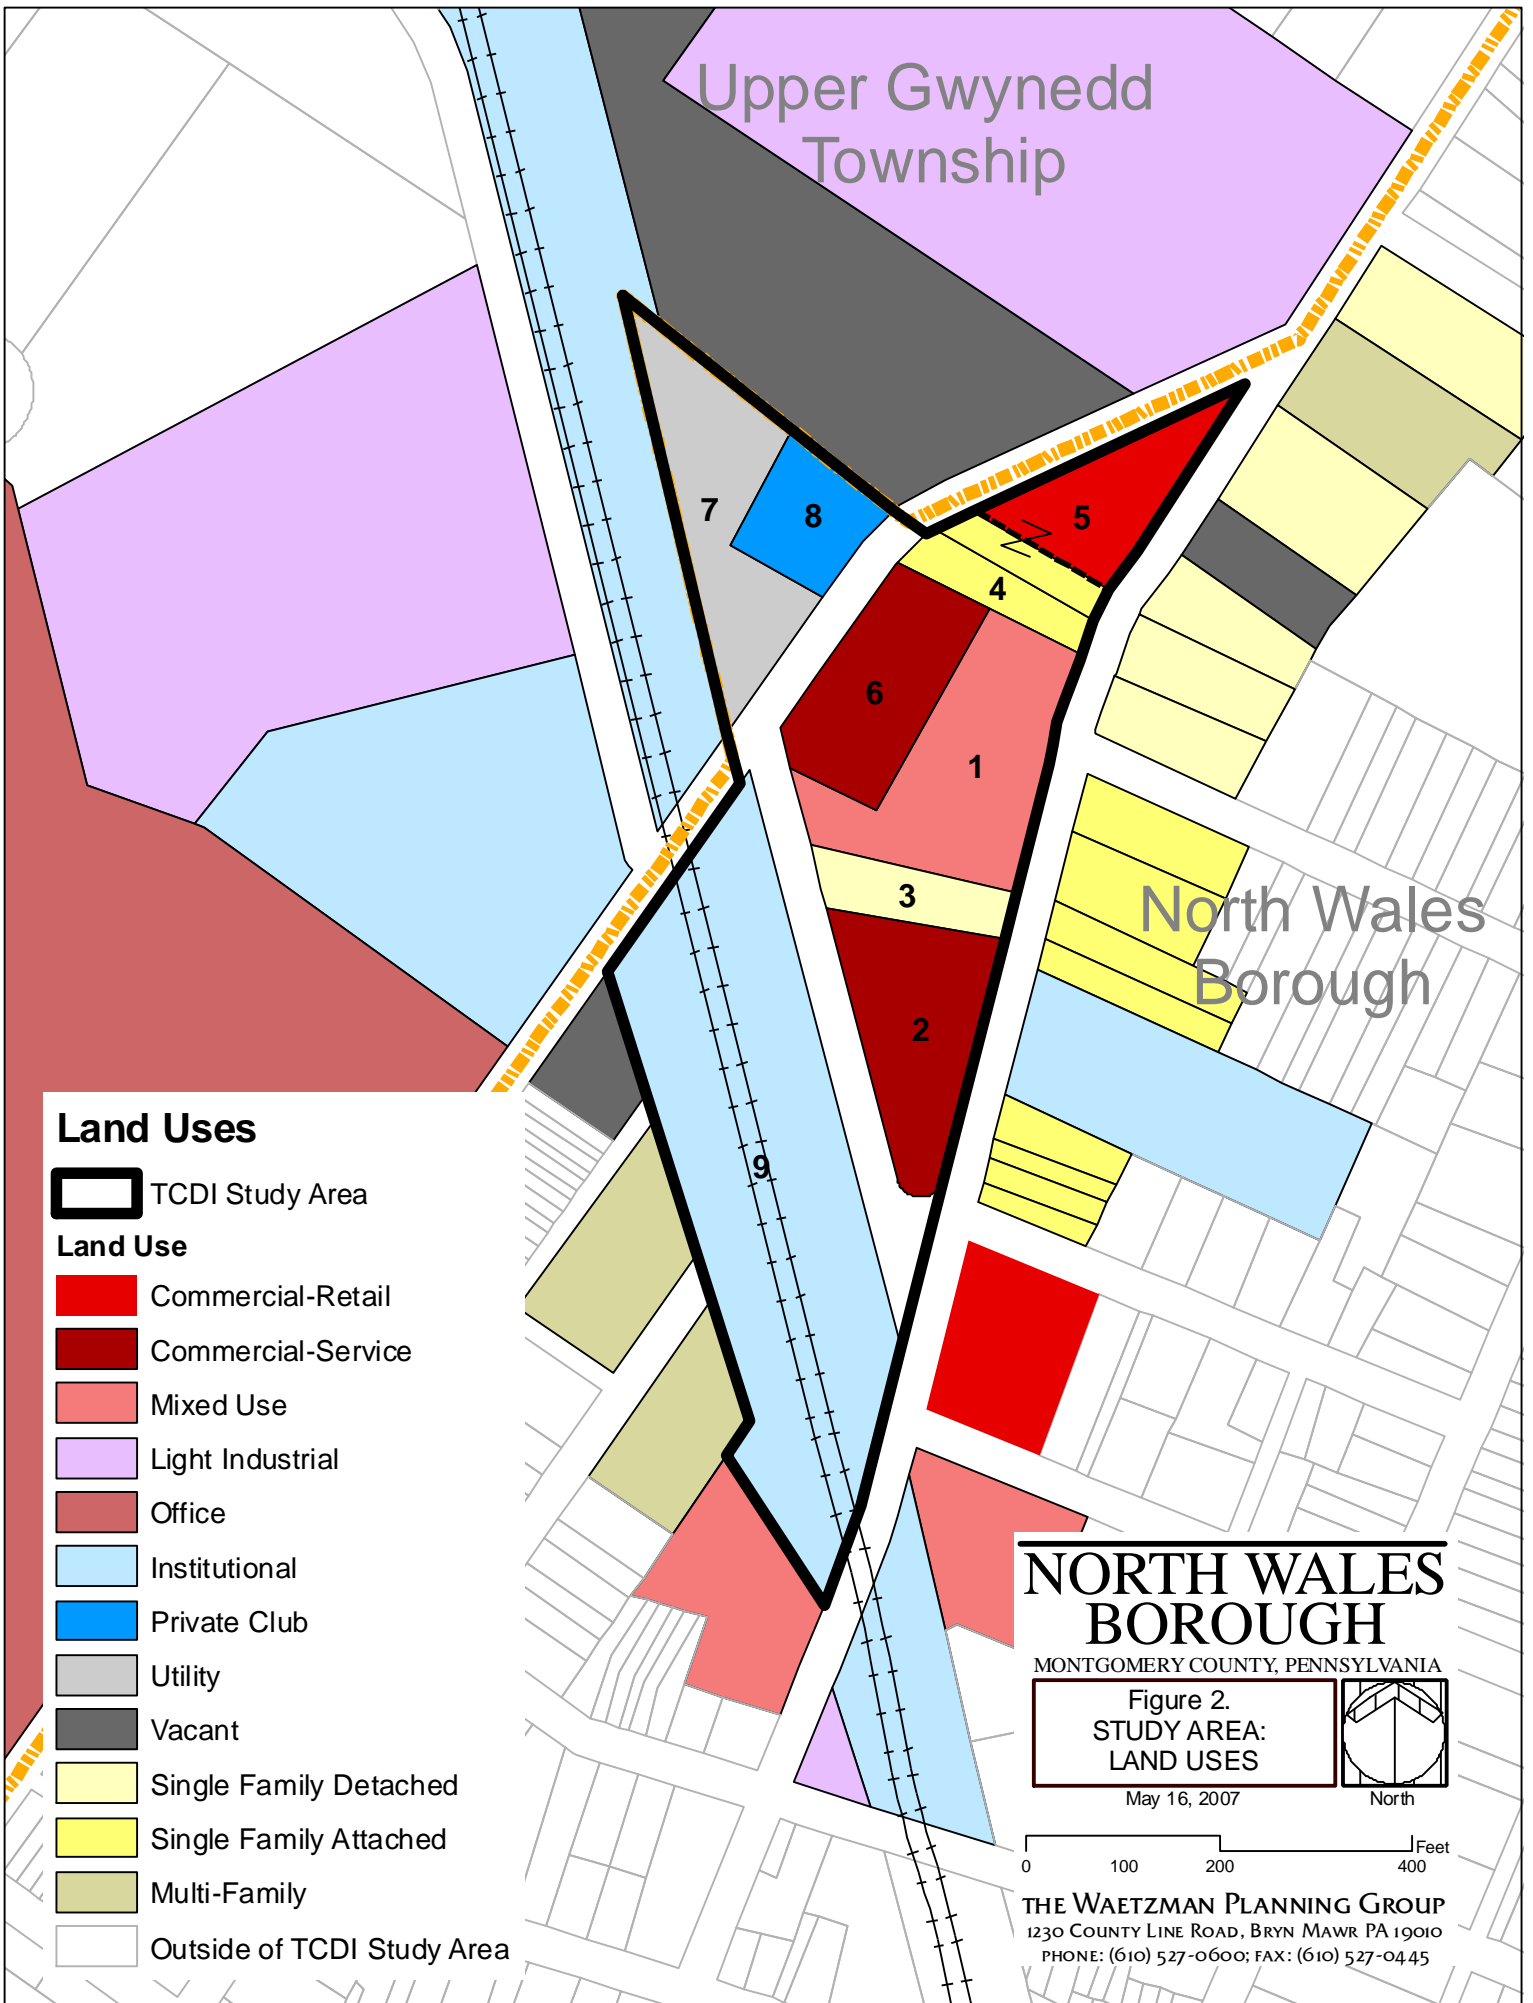 Upper Gwynedd
Township
7
8
5
4
6
1
3
2
9
North Wales
Borough
Land Uses
TCDI Study Area
Land Use
Commercial-Retail
Commercial-Service
Mixed Use
Light Industrial
Office
Institutional
Private Club
Utility
Vacant
Single Family Detached
Single Family Attached
Multi-Family
Outside of TCDI Study Area
NORTH WALES
BOROUGH
MONTGOMERY COUNTY, PENNSYLVANIA
Figure 2.
STUDY AREA:
LAND USES
May 16, 2007
North
Feet
0 100 200 400
THE WAETZMAN PLANNING GROUP
1230 COUNTY LINE ROAD, BRYN MAWR PA 19010
PHONE: (610) 527-0600; FAX: (610) 527-0445